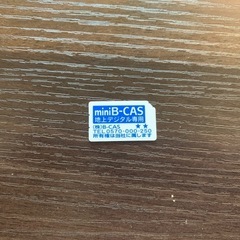 miniB-CAS
地上デジタル専用
(株)B-CAS ★★
TEL 0570-000-250
所有権は当社に属します